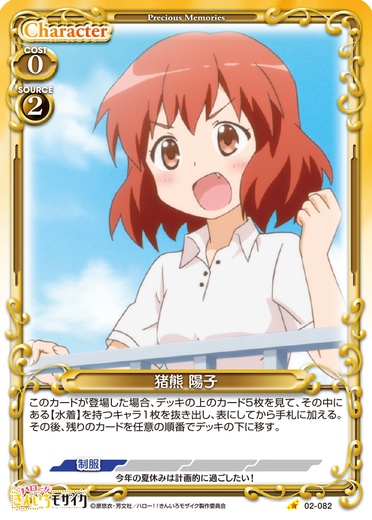 Precious Memories
Character
COST
0
SOURCE
2
猪熊 陽子
このカードが登場した場合、デッキの上のカード5枚を見て、その中に
ある【水着】を持つキャラ1枚を抜き出し、表にしてから手札に加える。
その後、残りのカードを任意の順番でデッキの下に移す。
制服
今年の夏休みは計画的に過ごしたい!
ハロー!!
きんいろモザイク
©原悠衣・芳文社/ハロー!!きんいろモザイク製作委員会
02-082